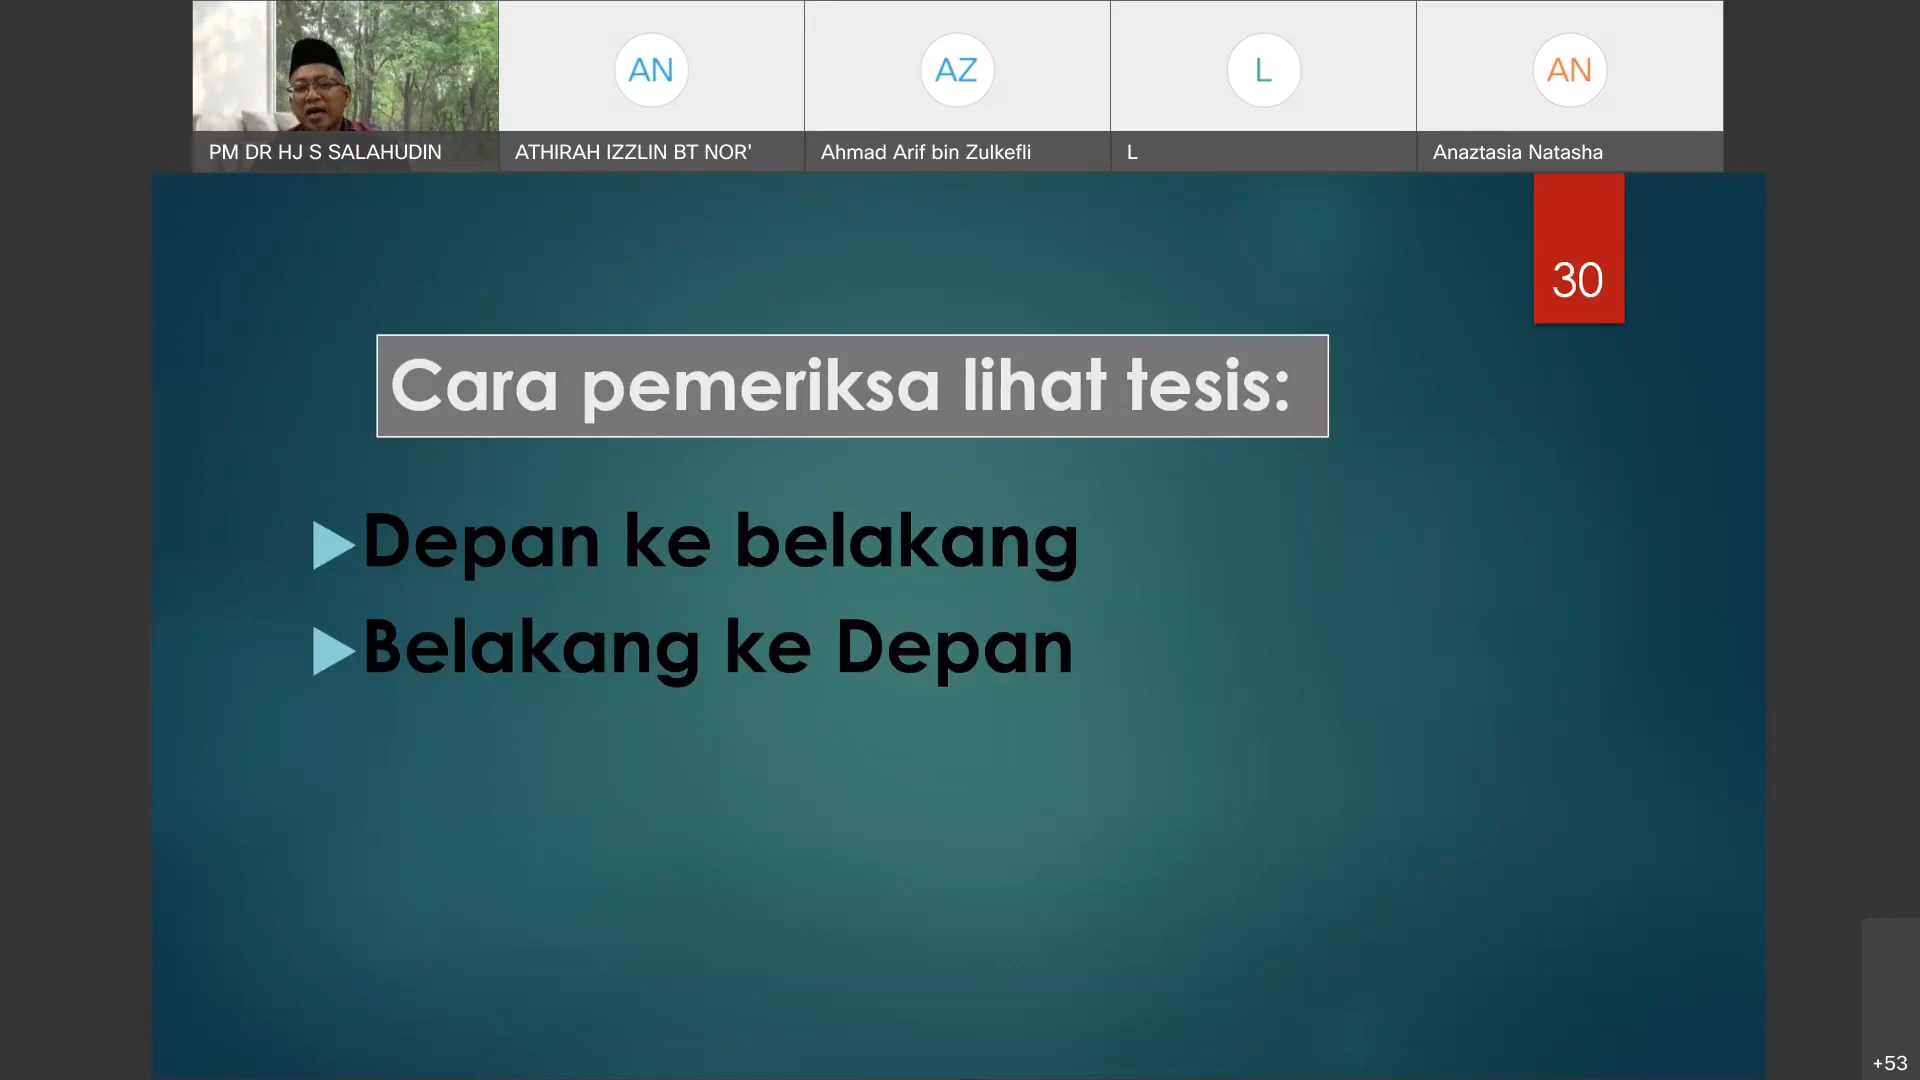 AN
AZ
L
AN
PM DR HJ S SALAHUDIN
ATHIRAH IZZLIN BT NOR'
Ahmad Arif bin Zulkefli
L
Anaztasia Natasha
30
Cara pemeriksa lihat tesis:
Depan ke belakang
Belakang ke Depan
+53